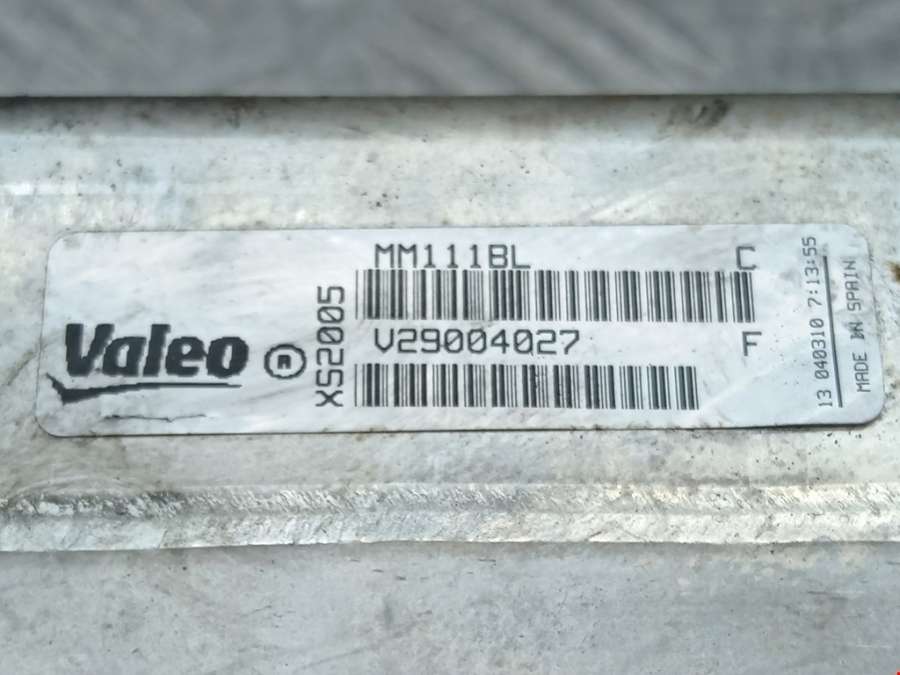 Valeo
®
XS2005
MM111BL C
V29004027 F
13 040310 7:13:55
MADE IN SPAIN